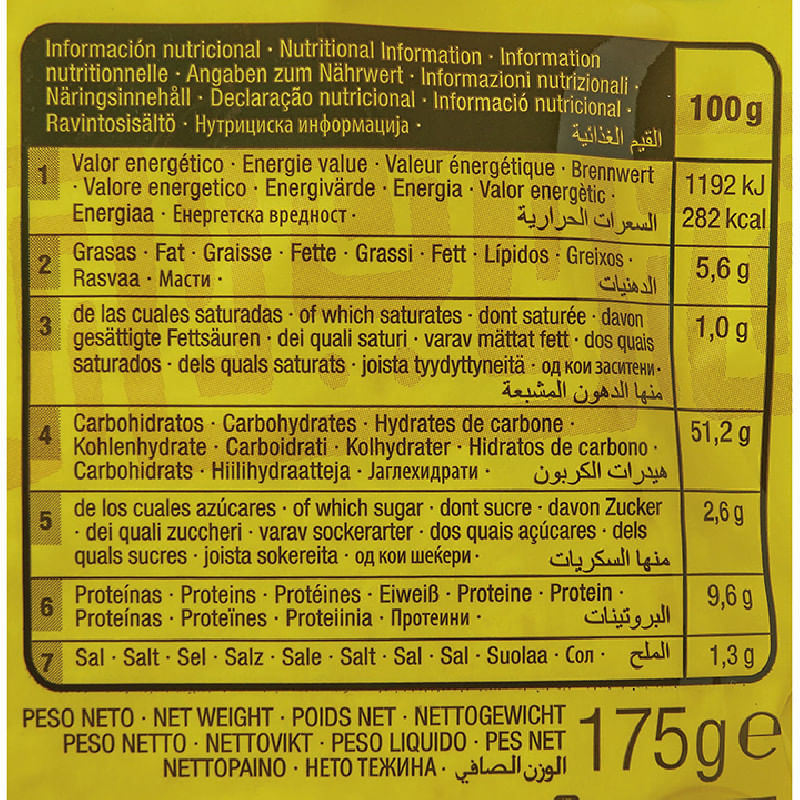 Información nutricional · Nutritional Information · Information
nutritionnelle · Angaben zum Nährwert · Informazioni nutrizionali ·
Näringsinnehåll · Declaração nutricional · Informació nutricional ·
Ravintosisältö · Нутрициска информација · القيم الغذائية
100g
1 Valor energético · Energie value · Valeur énergétique · Brennwert
· Valore energetico · Energivärde · Energia · Valor energètic ·
Energiaa · Енергетска вредност · السعرات الحرارية
1192 kJ
282 kcal
2 Grasas · Fat · Graisse · Fette · Grassi · Fett · Lípidos · Greixos ·
Rasvaa · Масти · الدهنيات
5,6 g
3 de las cuales saturadas · of which saturates · dont saturée · davon
gesättigte Fettsäuren · dei quali saturi · varav mättat fett · dos quais
saturados · dels quals saturats · joista tyydyttyneitä · од кои заситени·
منها الدهون المشبعة
1,0 g
4 Carbohidratos · Carbohydrates · Hydrates de carbone ·
Kohlenhydrate · Carboidrati · Kolhydrater · Hidratos de carbono ·
Carbohidrats · Hiilihydraatteja · Јаглехидрати · هيدرات الكربون
51,2 g
5 de los cuales azúcares · of which sugar · dont sucre · davon Zucker
· dei quali zuccheri · varav sockerarter · dos quais açúcares · dels
quals sucres · joista sokereita · од кои шеќери · منها السكريات
2,6 g
6 Proteínas · Proteins · Protéines · Eiweiß · Proteine · Protein ·
Proteínas · Proteïnes · Proteiinia · Протеини · البروتينات
9,6 g
7 Sal · Salt · Sel · Salz · Sale · Salt · Sal · Sal · Suolaa · Сол · الملح
1,3 g
PESO NETO · NET WEIGHT · POIDS NET · NETTOGEWICHT
PESO NETTO · NETTOVIKT · PESO LIQUIDO · PES NET
NETTOPAINO · НЕТО ТЕЖИНА · الوزن الصافي
175g e